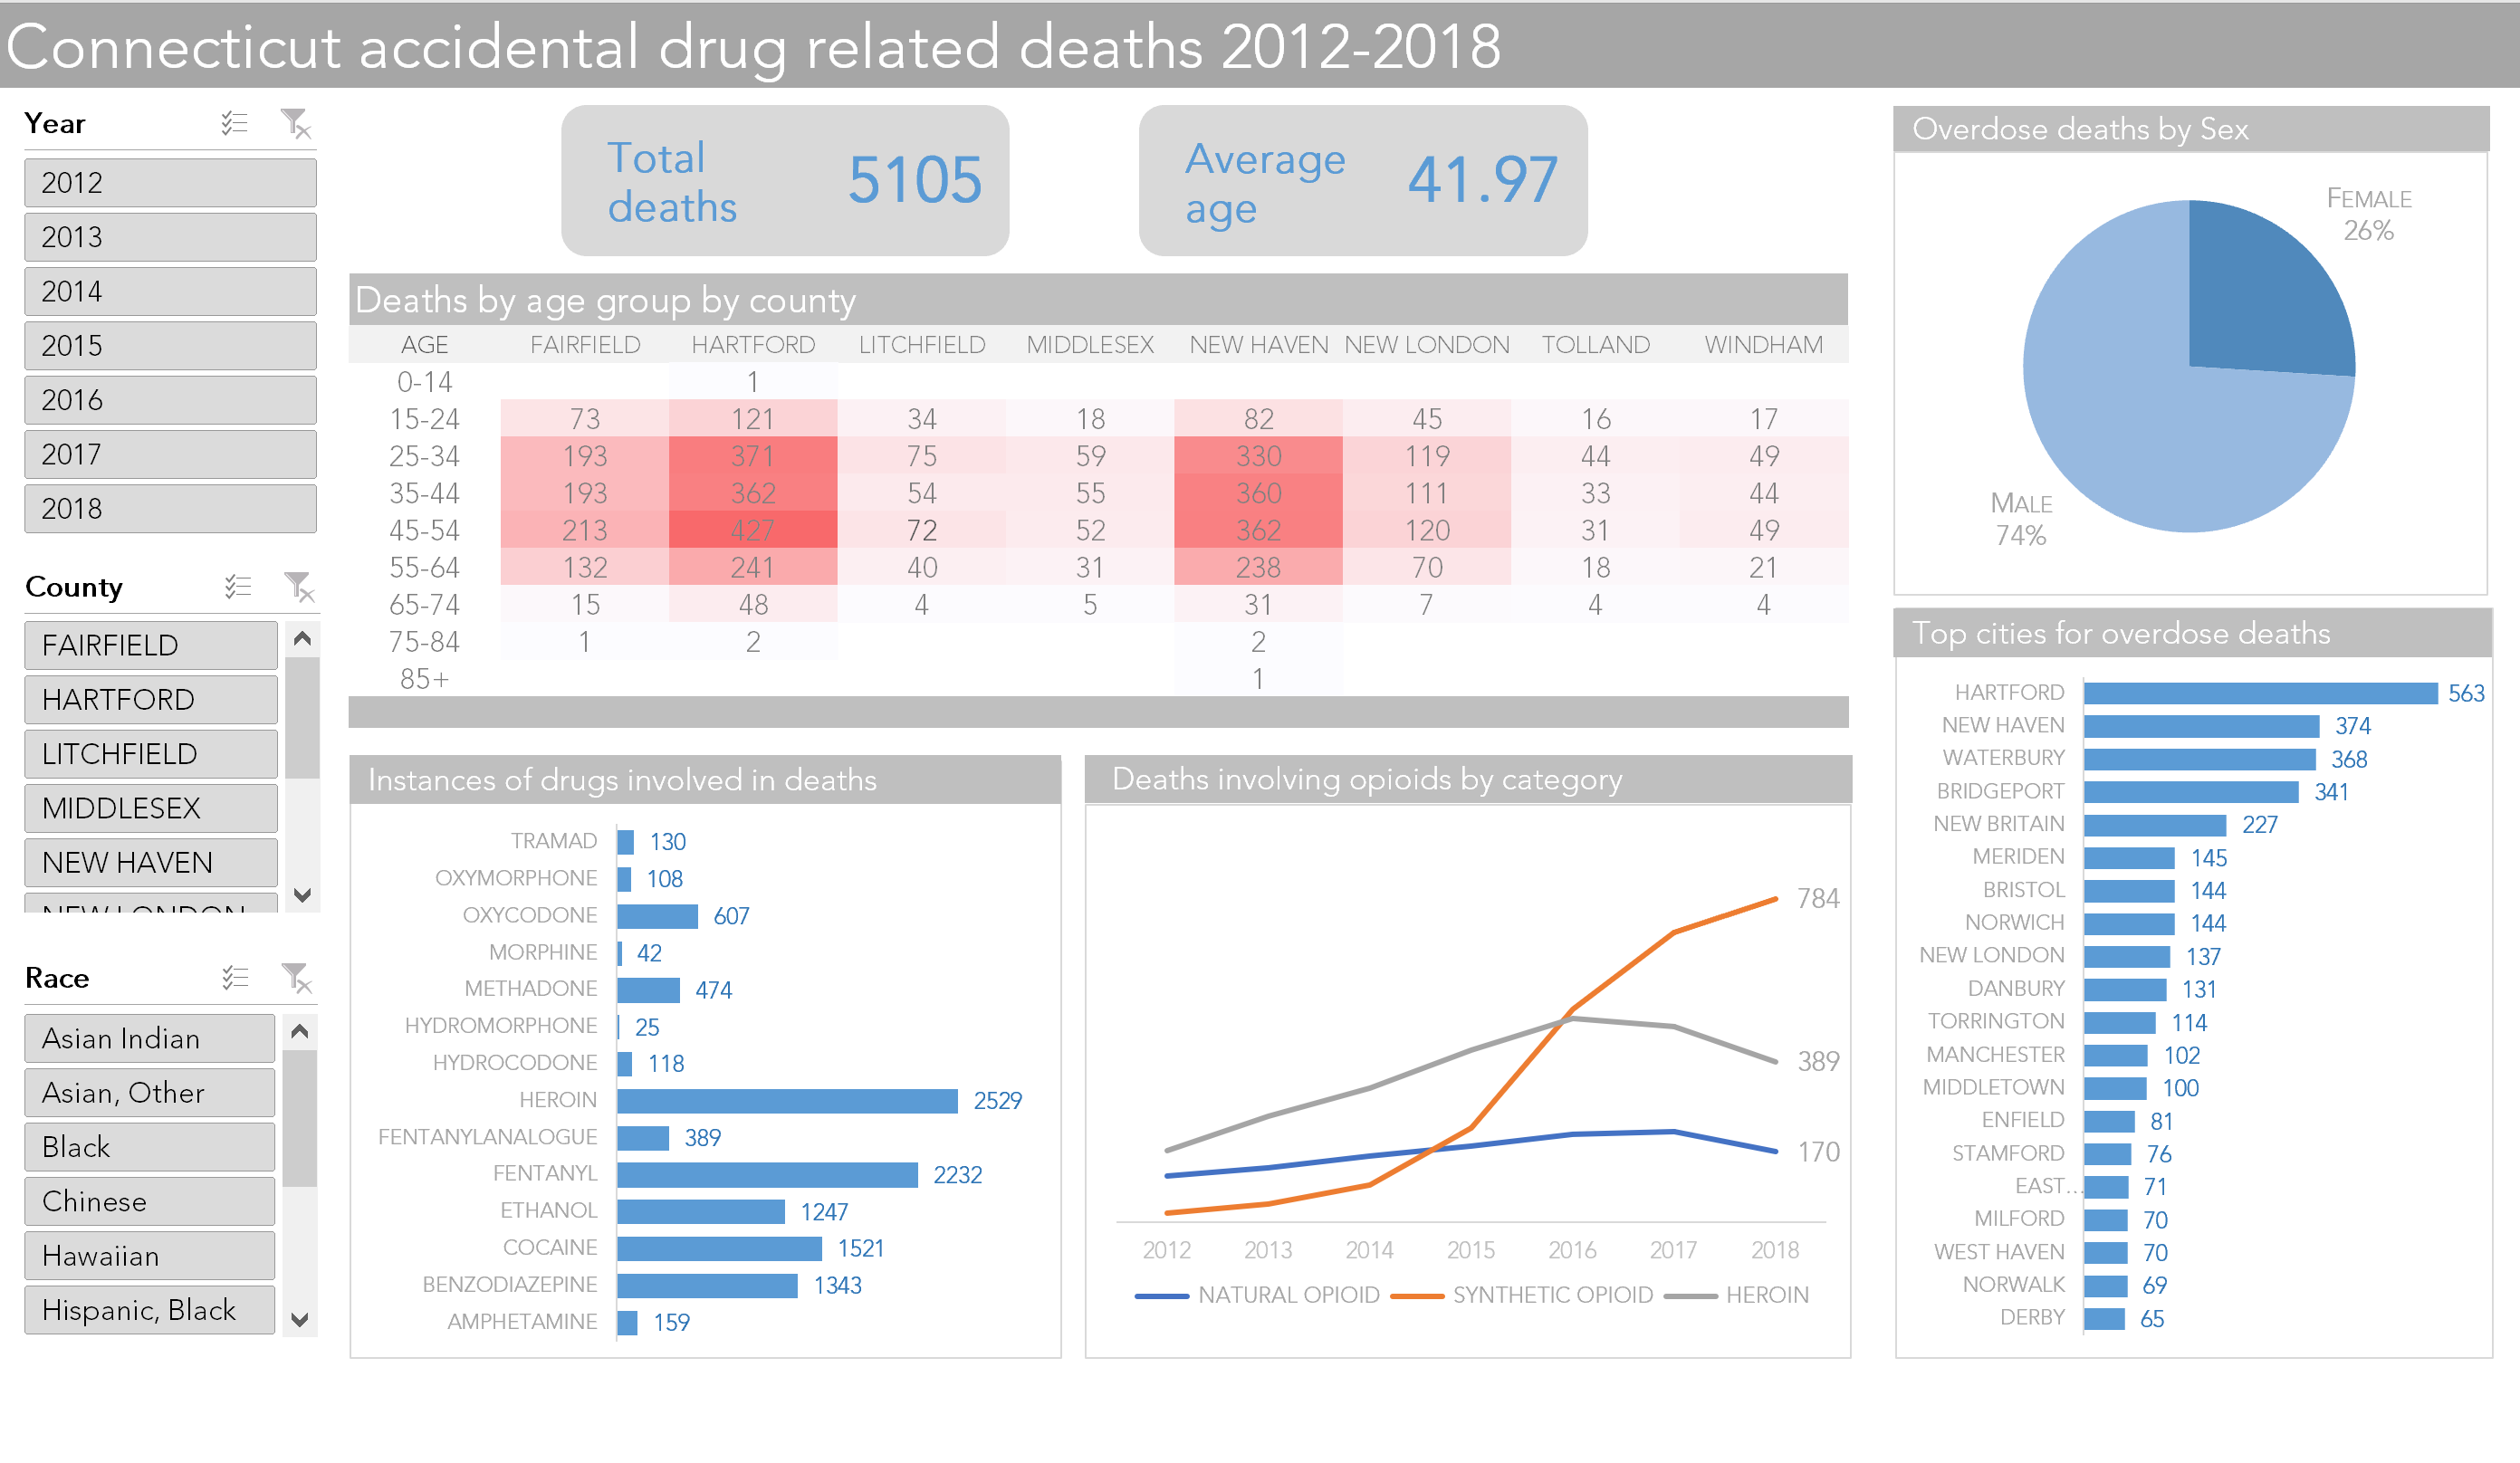 Connecticut accidental drug related deaths 2012-2018
Year
2012
2013
2014
2015
2016
2017
2018
County
FAIRFIELD
HARTFORD
LITCHFIELD
MIDDLESEX
NEW HAVEN
NEW LONDON
Race
Asian Indian
Asian, Other
Black
Chinese
Hawaiian
Hispanic, Black
Total
deaths
5105
Average
age
41.97
Deaths by age group by county
AGE FAIRFIELD HARTFORD LITCHFIELD MIDDLESEX NEW HAVEN NEW LONDON TOLLAND WINDHAM
0-14 1
15-24 73 121 34 18 82 45 16 17
25-34 193 371 75 59 330 119 44 49
35-44 193 362 54 55 360 111 33 44
45-54 213 427 72 52 362 120 31 49
55-64 132 241 40 31 238 70 18 21
65-74 15 48 4 5 31 7 4 4
75-84 1 2 2
85+ 1
Instances of drugs involved in deaths
TRAMAD 130
OXYMORPHONE 108
OXYCODONE 607
MORPHINE 42
METHADONE 474
HYDROMORPHONE 25
HYDROCODONE 118
HEROIN 2529
FENTANYLANALOGUE 389
FENTANYL 2232
ETHANOL 1247
COCAINE 1521
BENZODIAZEPINE 1343
AMPHETAMINE 159
Deaths involving opioids by category
784
389
170
2012 2013 2014 2015 2016 2017 2018
NATURAL OPIOID SYNTHETIC OPIOID HEROIN
Overdose deaths by Sex
FEMALE
26%
MALE
74%
Top cities for overdose deaths
HARTFORD 563
NEW HAVEN 374
WATERBURY 368
BRIDGEPORT 341
NEW BRITAIN 227
MERIDEN 145
BRISTOL 144
NORWICH 144
NEW LONDON 137
DANBURY 131
TORRINGTON 114
MANCHESTER 102
MIDDLETOWN 100
ENFIELD 81
STAMFORD 76
EAST... 71
MILFORD 70
WEST HAVEN 70
NORWALK 69
DERBY 65